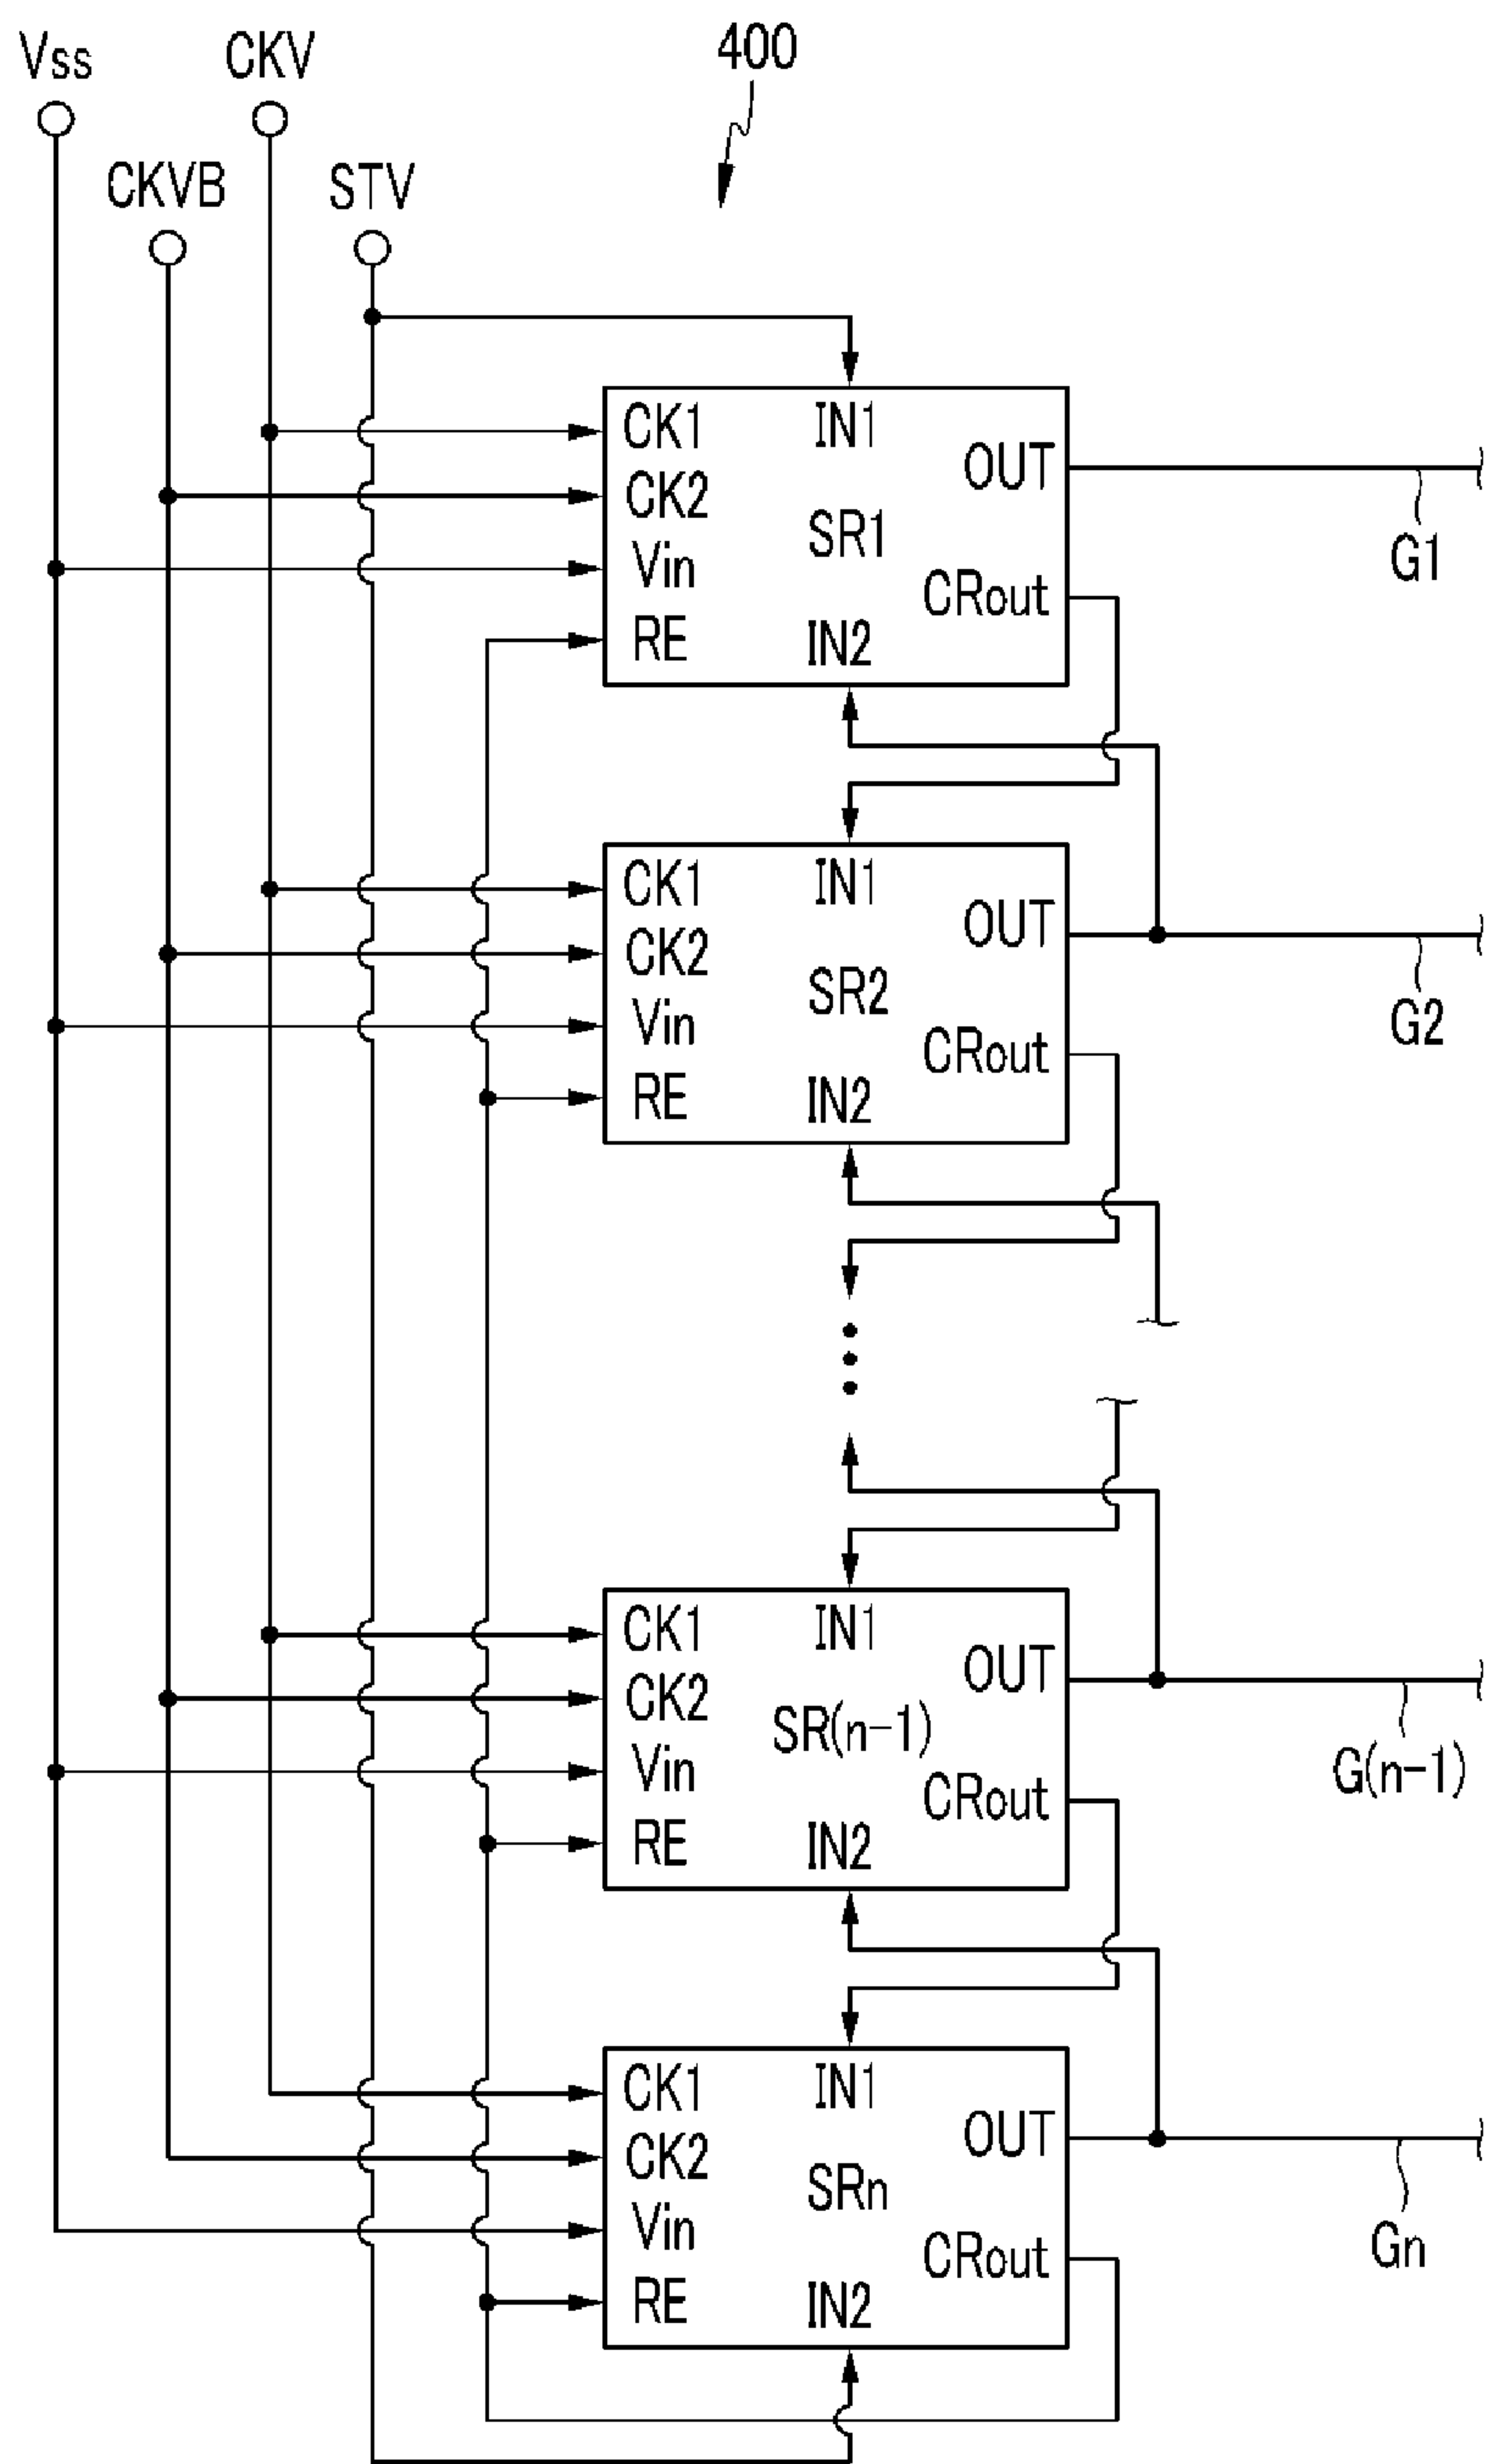 400
Vss
CKV
CKVB
STV
CK1
IN1
OUT
CK2
SR1
Vin
CRout
RE
IN2
G1
CK1
IN1
OUT
CK2
SR2
Vin
CRout
RE
IN2
G2
CK1
IN1
OUT
CK2
SR(n-1)
Vin
CRout
RE
IN2
G(n-1)
CK1
IN1
OUT
CK2
SRn
Vin
CRout
RE
IN2
Gn